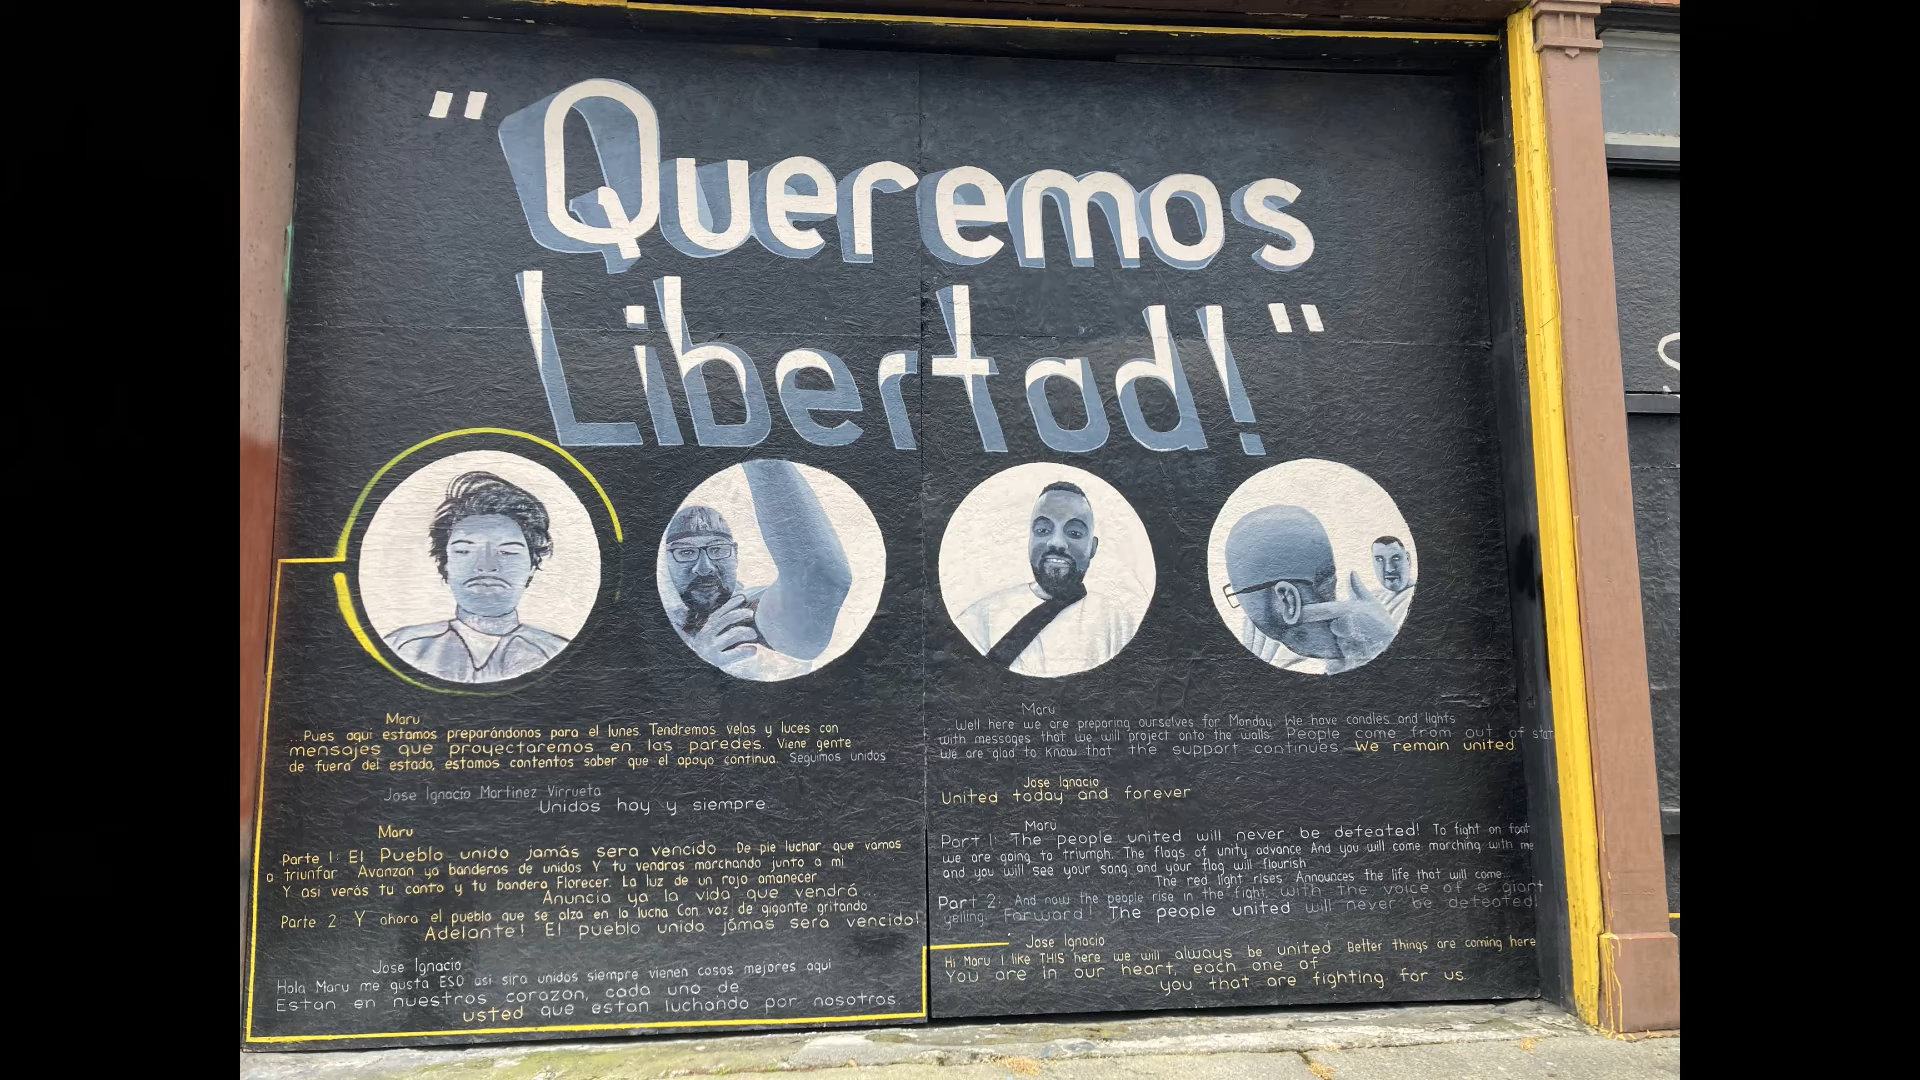 "Queremos
Libertad!"
Maru
...Pues aqui estamos preparándonos para el lunes Tendremos velas y luces con
mensajes que proyectaremos en las paredes. Viene gente
de fuera del estado, estamos contentos saber que el apoyo continua. Seguimos unidos
Jose Ignacio Martinez Virrueta
Unidos hoy y siempre
Maru
Parte 1: El Pueblo unido jamás sera vencido. De pie luchar que vamos
a triunfar Avanzan ya banderas de unidos Y tu vendras marchando junto a mi
Y asi verás tu canto y tu bandera Florecer. La luz de un rojo amanecer
Anuncia ya la vida que vendrá...
Parte 2 Y ahora el pueblo que se alza en la lucha Con voz de gigante gritando
Adelante! El pueblo unido jámas sera vencido!
Jose Ignacio
Hola Maru me gusta ESO asi sira unidos siempre vienen cosas mejores aqui
Estan en nuestros corazon, cada uno de
usted que estan luchando por nosotros.
Maru
...Well here we are preparing ourselves for Monday. We have candles and lights
with messages that we will project onto the walls. People come from out of stat
We are glad to know that the support continues. We remain united
Jose Ignacio
United today and forever
Maru
Part 1: The people united will never be defeated! To fight on foot
we are going to triumph. The flags of unity advance And you will come marching with me
and you will see your song and your flag will flourish
The red light rises Announces the life that will come...
Part 2: And now the people rise in the fight with the voice of a giant
yelling: Forward! The people united will never be defeated!
Jose Ignacio
Hi Maru I like THIS here we will always be united Better things are coming here
You are in our heart, each one of
you that are fighting for us